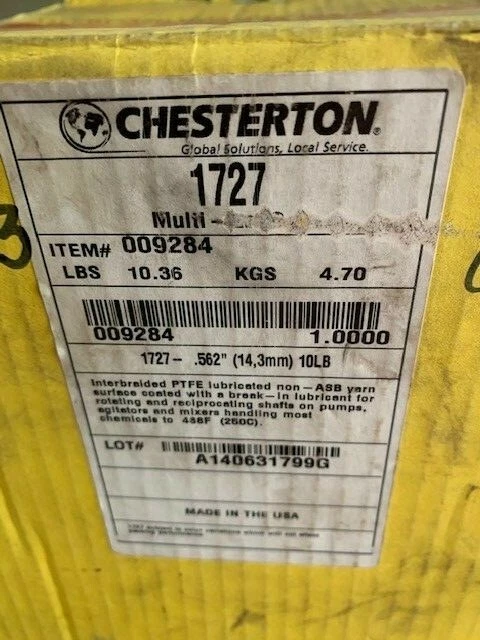 CHESTERTON®
Global Solutions, Local Service.
1727
Multi-
ITEM# 009284
LBS 10.36 KGS 4.70
009284 1.0000
1727- .562" (14,3mm) 10LB
Interbraided PTFE lubricated non-ASB yarn
surface coated with a break-in lubricant for
rotating and reciprocating shafts on pumps,
agitators and mixers handling most
chemicals to 488F (250C).
LOT#
A140631799G
MADE IN THE USA
3